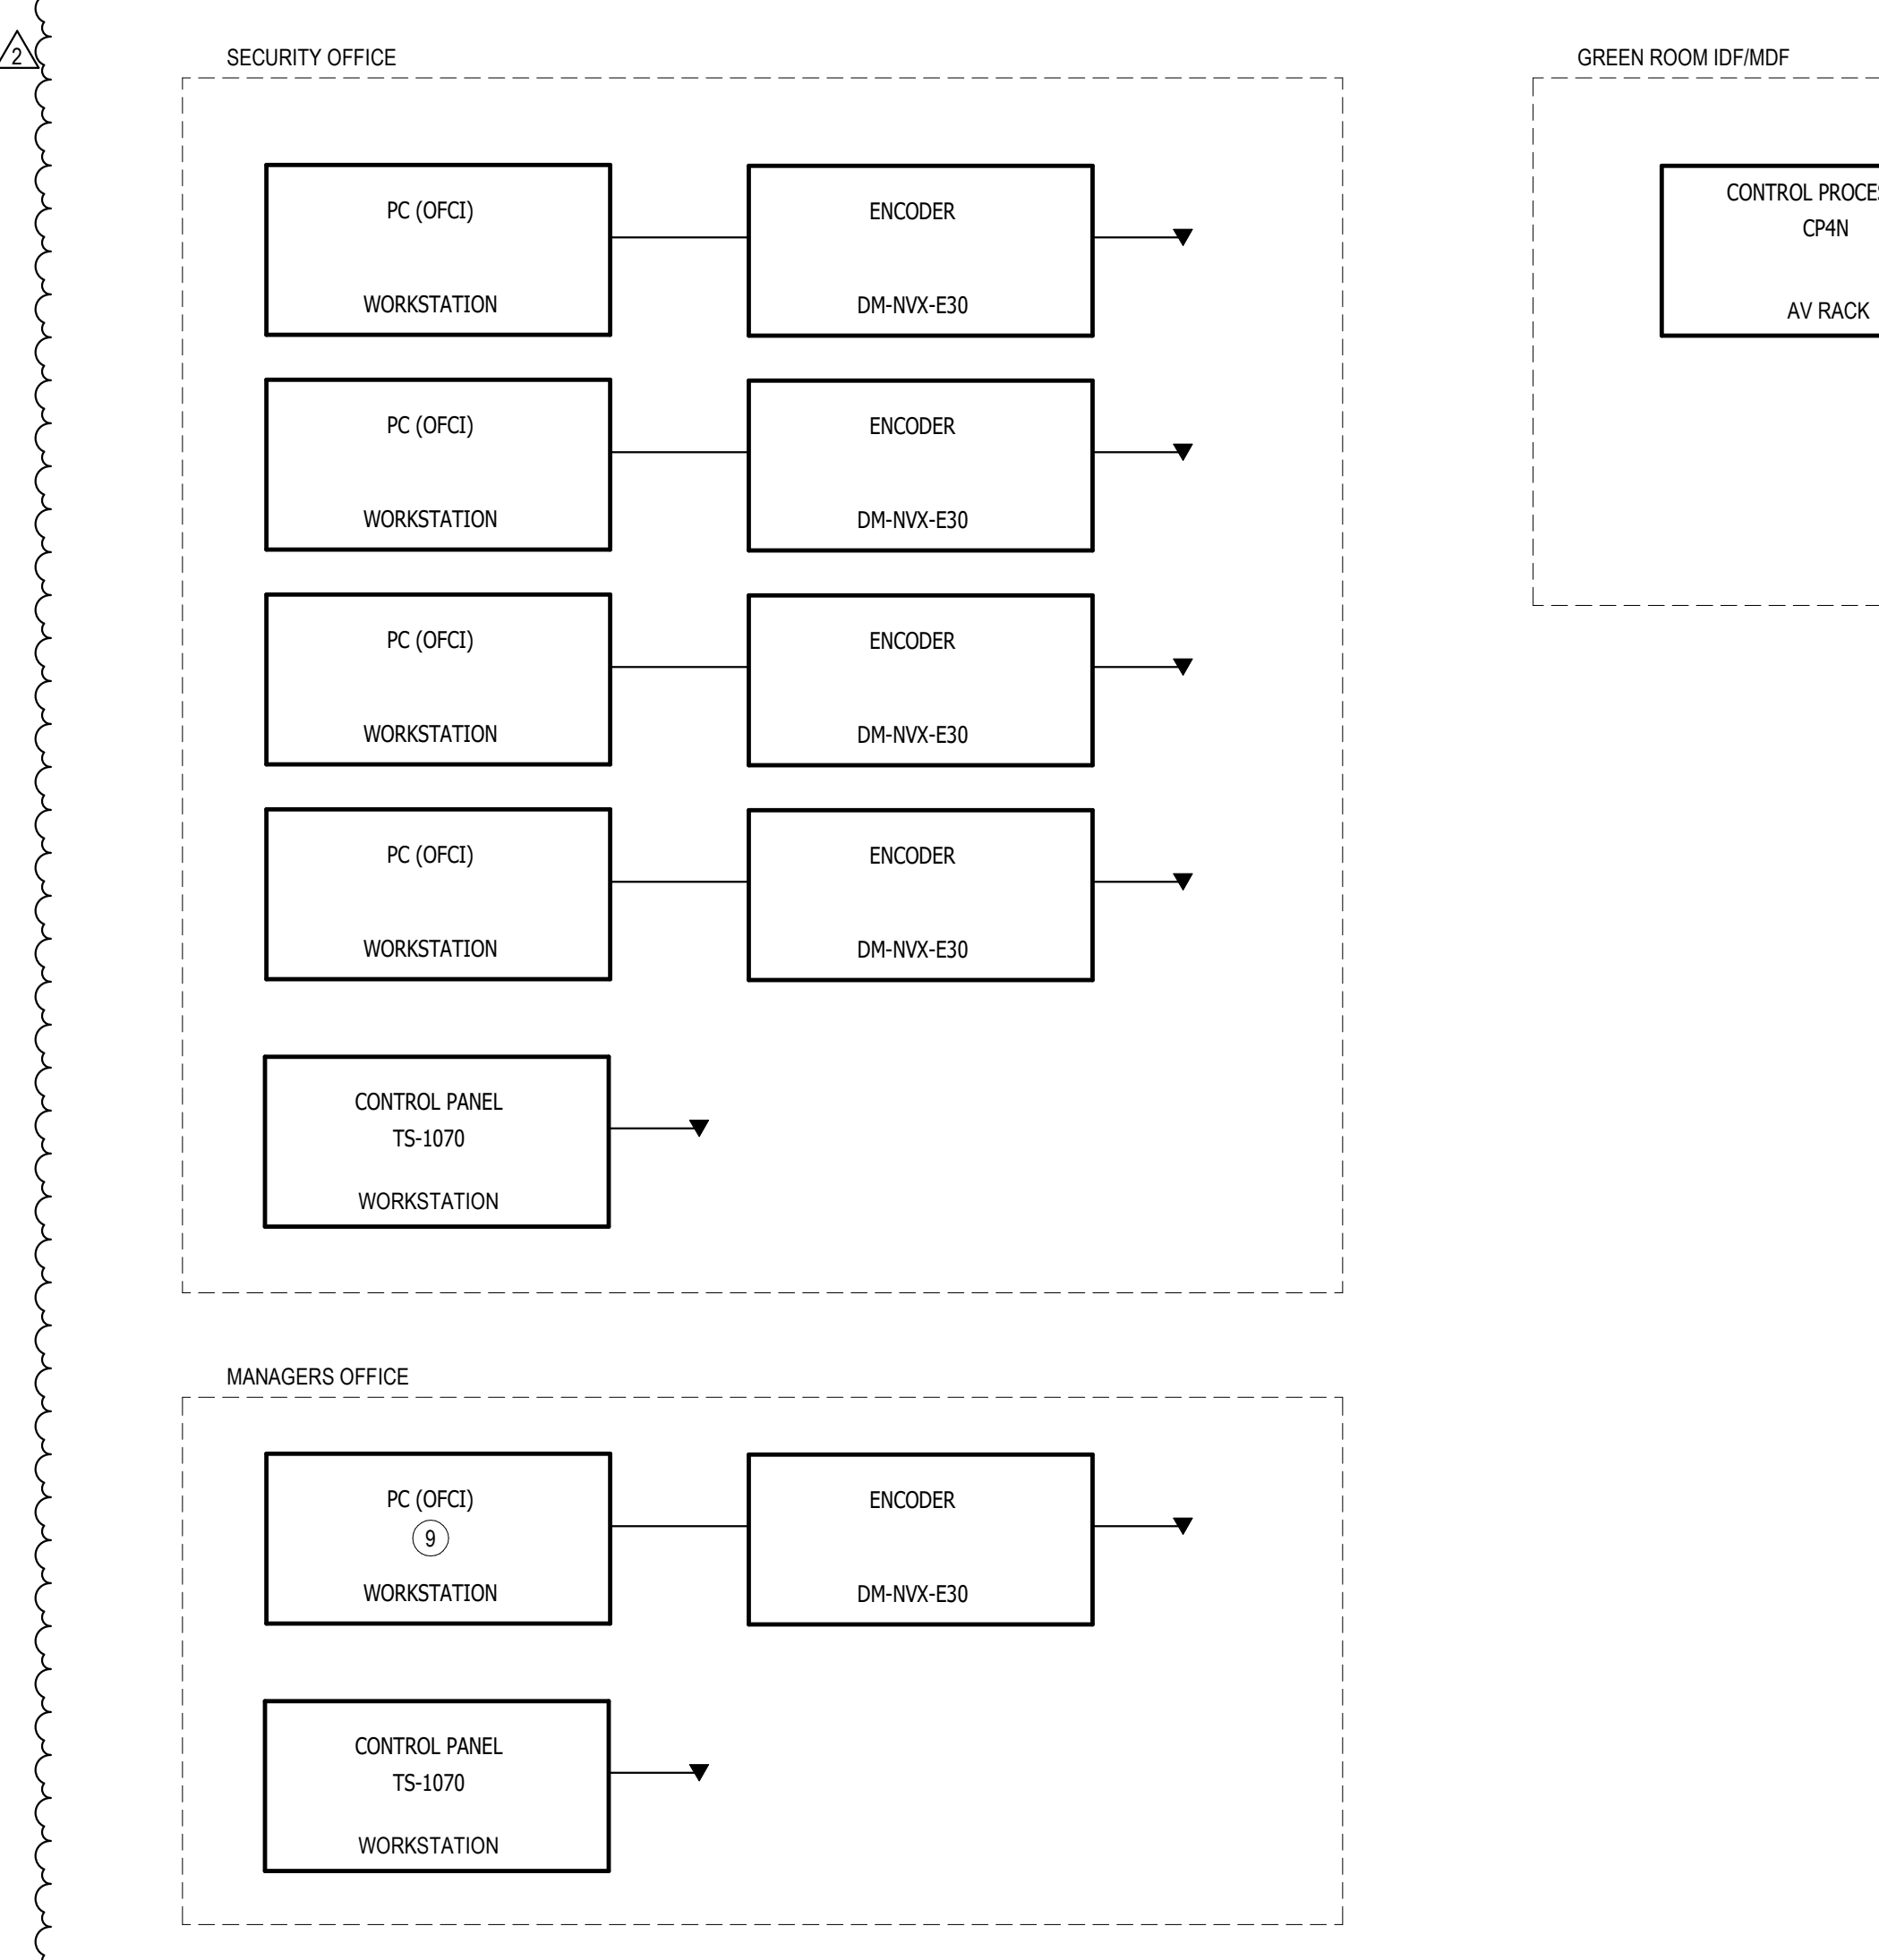 2
SECURITY OFFICE
PC (OFCI)
WORKSTATION
ENCODER
DM-NVX-E30
PC (OFCI)
WORKSTATION
ENCODER
DM-NVX-E30
PC (OFCI)
WORKSTATION
ENCODER
DM-NVX-E30
PC (OFCI)
WORKSTATION
ENCODER
DM-NVX-E30
CONTROL PANEL
TS-1070
WORKSTATION
MANAGERS OFFICE
PC (OFCI)
9
WORKSTATION
ENCODER
DM-NVX-E30
CONTROL PANEL
TS-1070
WORKSTATION
GREEN ROOM IDF/MDF
CONTROL
CP4N
AV RACK